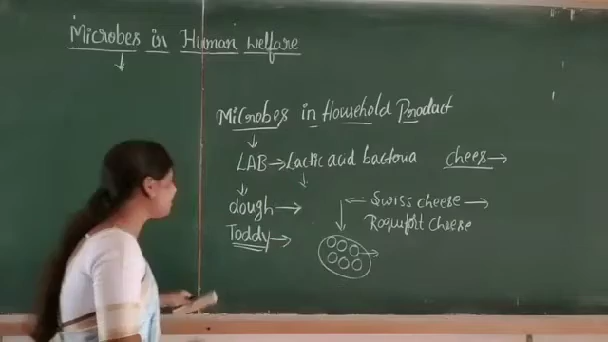 Microbes in Human welfare
Microbes in Household Product
LAB → Lactic acid bacteria chees →
dough → Swiss cheese →
Toddy → Roquefort cheese